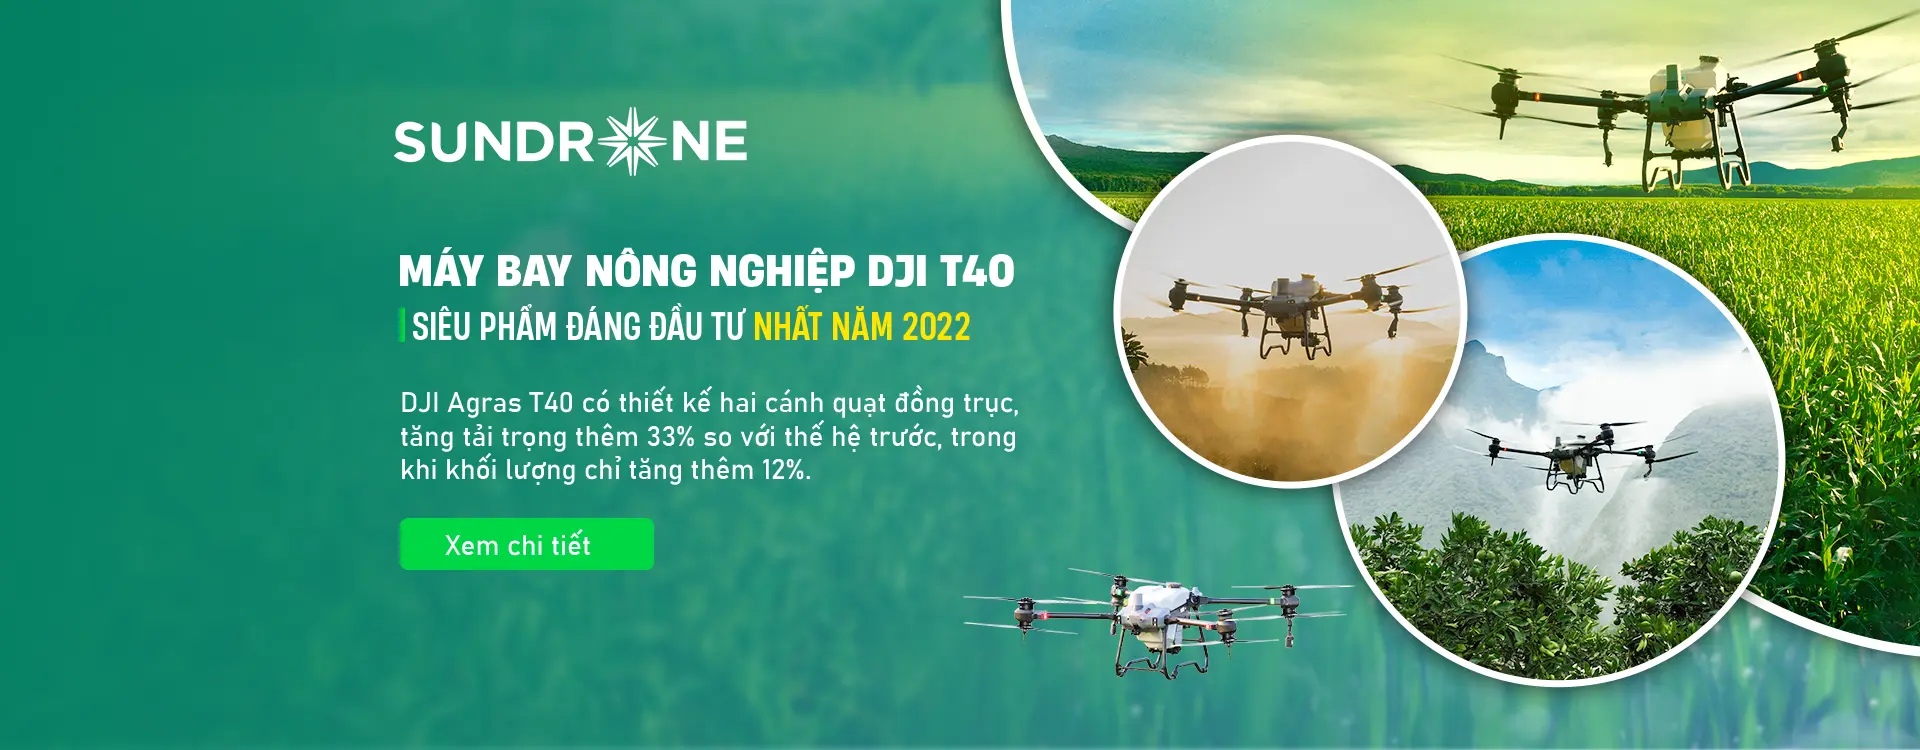 SUNDRONE
MÁY BAY NÔNG NGHIỆP DJI T40
SIÊU PHẨM ĐÁNG ĐẦU TƯ NHẤT NĂM 2022
DJI Agras T40 có thiết kế hai cánh quạt đồng trục,
tăng tải trọng thêm 33% so với thế hệ trước, trong
khi khối lượng chỉ tăng thêm 12%.
Xem chi tiết